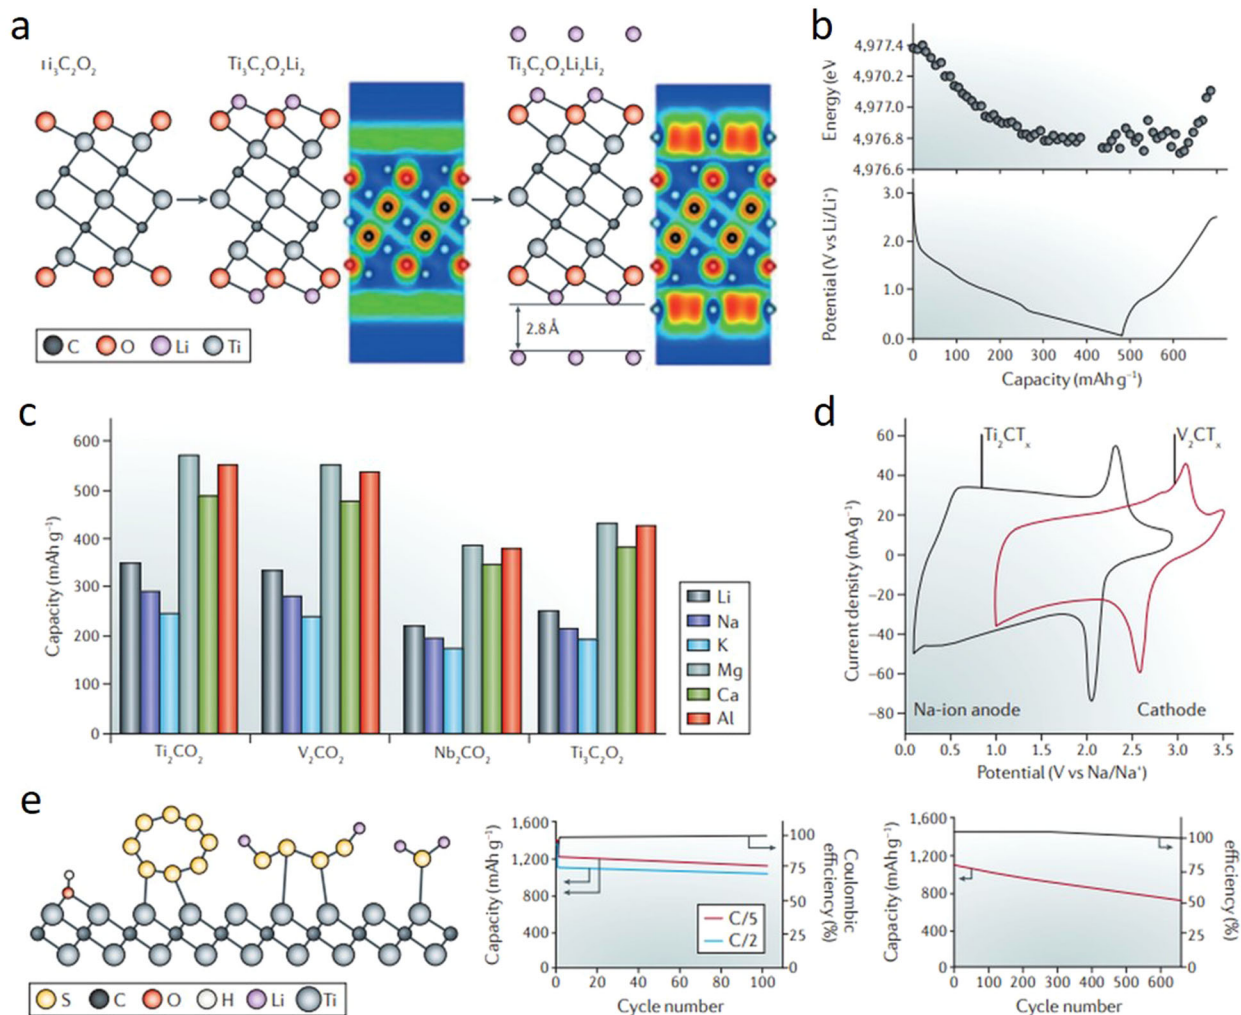 a
Ti₃C₂O₂
Ti₃C₂O₂Li₂
Ti₃C₂O₂Li₂Li₂
2.8 Å
C O Li Ti
b
Energy (eV
4,977.4
4,970.2
4,977.0
4,976.8
4,976.6
Potential (V vs Li/Li⁺)
3.0
2.0
1.0
0.0
0 100 200 300 400 500 600
Capacity (mAh g⁻¹)
c
Capacity (mAh g⁻¹)
600
500
400
300
200
100
0
Ti₂CO₂ V₂CO₂ Nb₂CO₂ Ti₃C₂O₂
Li
Na
K
Mg
Ca
Al
d
Current density (mA g⁻¹)
60
40
20
0
−20
−40
−60
−80
Ti₂CTₓ V₂CTₓ
Na-ion anode Cathode
0.0 0.5 1.0 1.5 2.0 2.5 3.0 3.5
Potential (V vs Na/Na⁺)
e
S C O H Li Ti
Capacity (mAh g⁻¹)
1,600
1,200
800
400
0
C/5
C/2
100
75
50
25
0
Coulombic
efficiency (%)
0 20 40 60 80 100
Cycle number
Capacity (mAh g⁻¹)
1,600
1,200
800
400
0
100
75
50
25
0
efficiency (%)
0 100 200 300 400 500 600
Cycle number